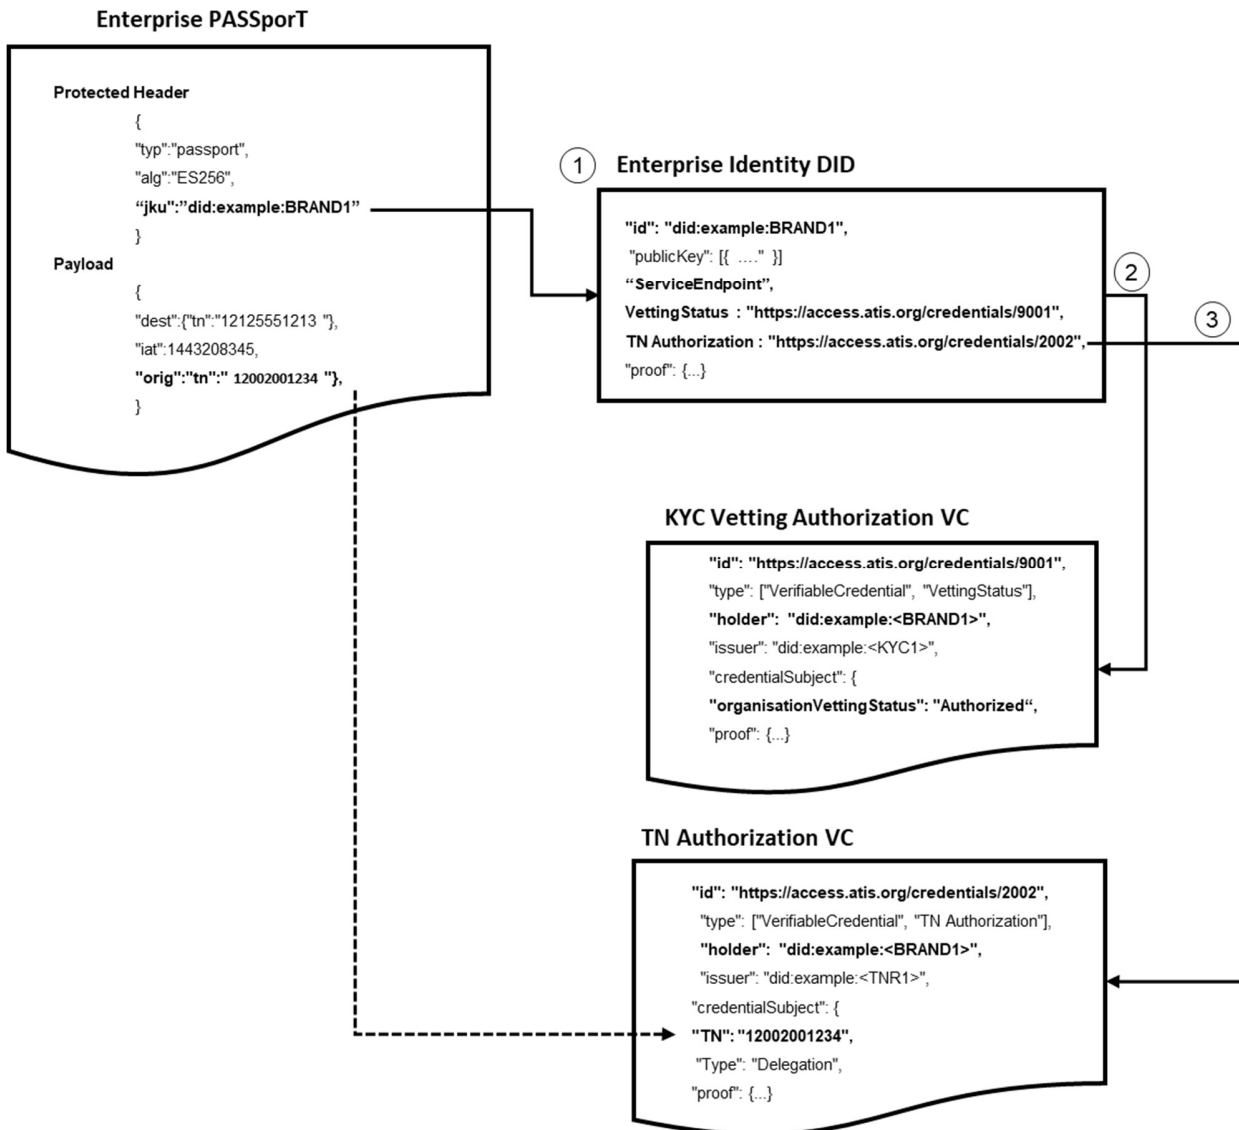 Enterprise PASSporT
Protected Header
{
"typ":"passport",
"alg":"ES256",
“jku":”did:example:BRAND1”
}
Payload
{
"dest":{"tn":"12125551213 "},
"iat":1443208345,
"orig":"tn":" 12002001234 "},
}
1
Enterprise Identity DID
"id": "did:example:BRAND1",
"publicKey": [{ ...." }]
“ServiceEndpoint”,
VettingStatus : "https://access.atis.org/credentials/9001",
TN Authorization : "https://access.atis.org/credentials/2002",
"proof": {...}
2
3
KYC Vetting Authorization VC
"id": "https://access.atis.org/credentials/9001",
"type": ["VerifiableCredential", "VettingStatus"],
"holder": "did:example:<BRAND1>",
"issuer": "did:example:<KYC1>",
"credentialSubject": {
"organisationVettingStatus": "Authorized“,
"proof": {...}
TN Authorization VC
"id": "https://access.atis.org/credentials/2002",
"type": ["VerifiableCredential", "TN Authorization"],
"holder": "did:example:<BRAND1>",
"issuer": "did:example:<TNR1>",
"credentialSubject": {
"TN": "12002001234",
"Type": "Delegation",
"proof": {...}